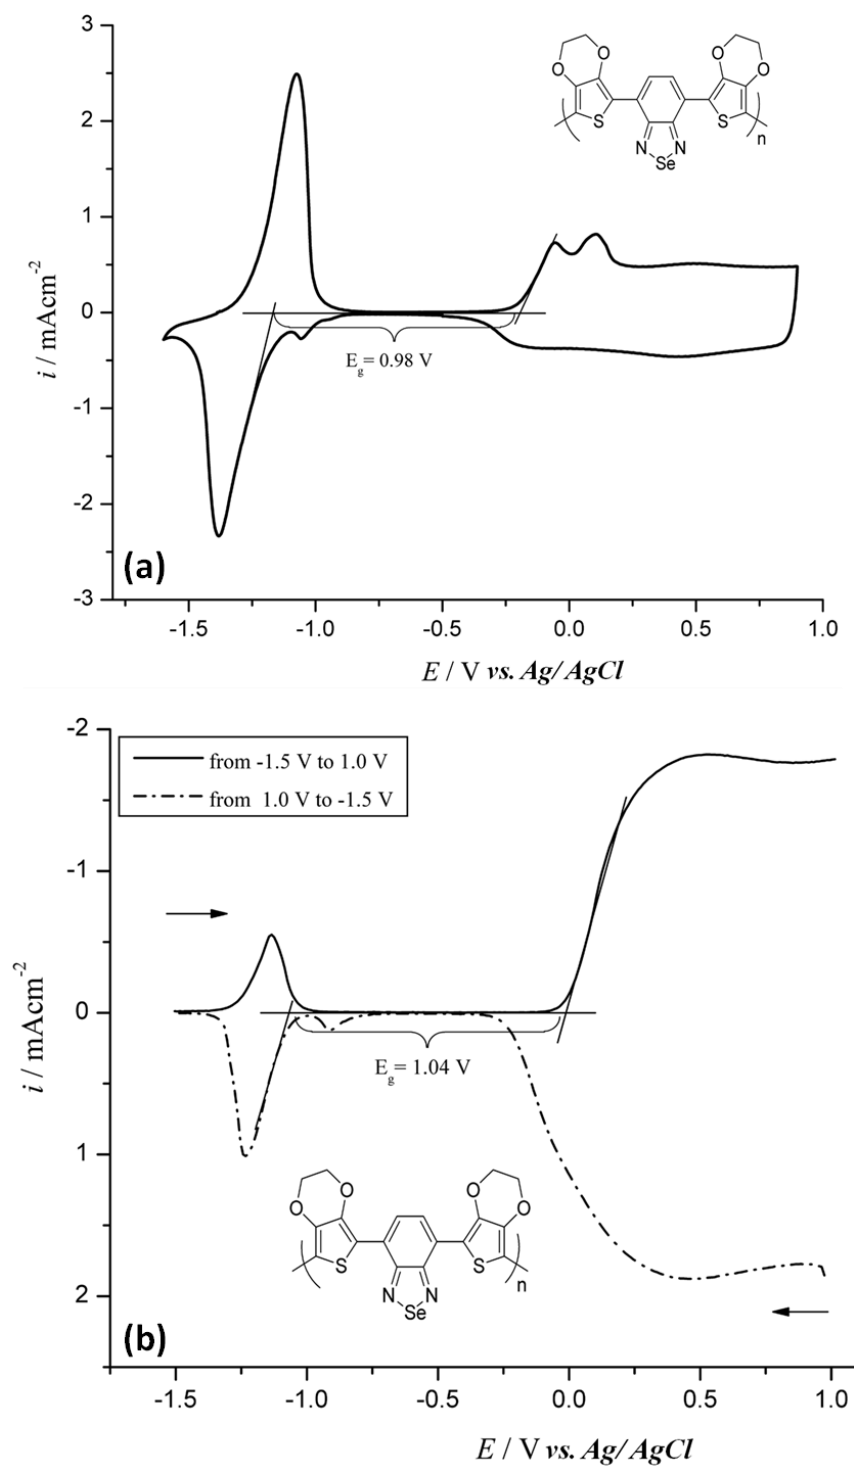 3
2
1
0
-1
-2
-3
i / mAcm-2
O O O O
S S
N N
Se
n
Eg= 0.98 V
(a)
-1.5 -1.0 -0.5 0.0 0.5 1.0
E / V vs. Ag/AgCl
-2
-1
0
1
2
i / mAcm-2
from -1.5 V to 1.0 V
from 1.0 V to -1.5 V
Eg= 1.04 V
O O O O
S S
N N
Se
n
(b)
-1.5 -1.0 -0.5 0.0 0.5 1.0
E / V vs. Ag/AgCl